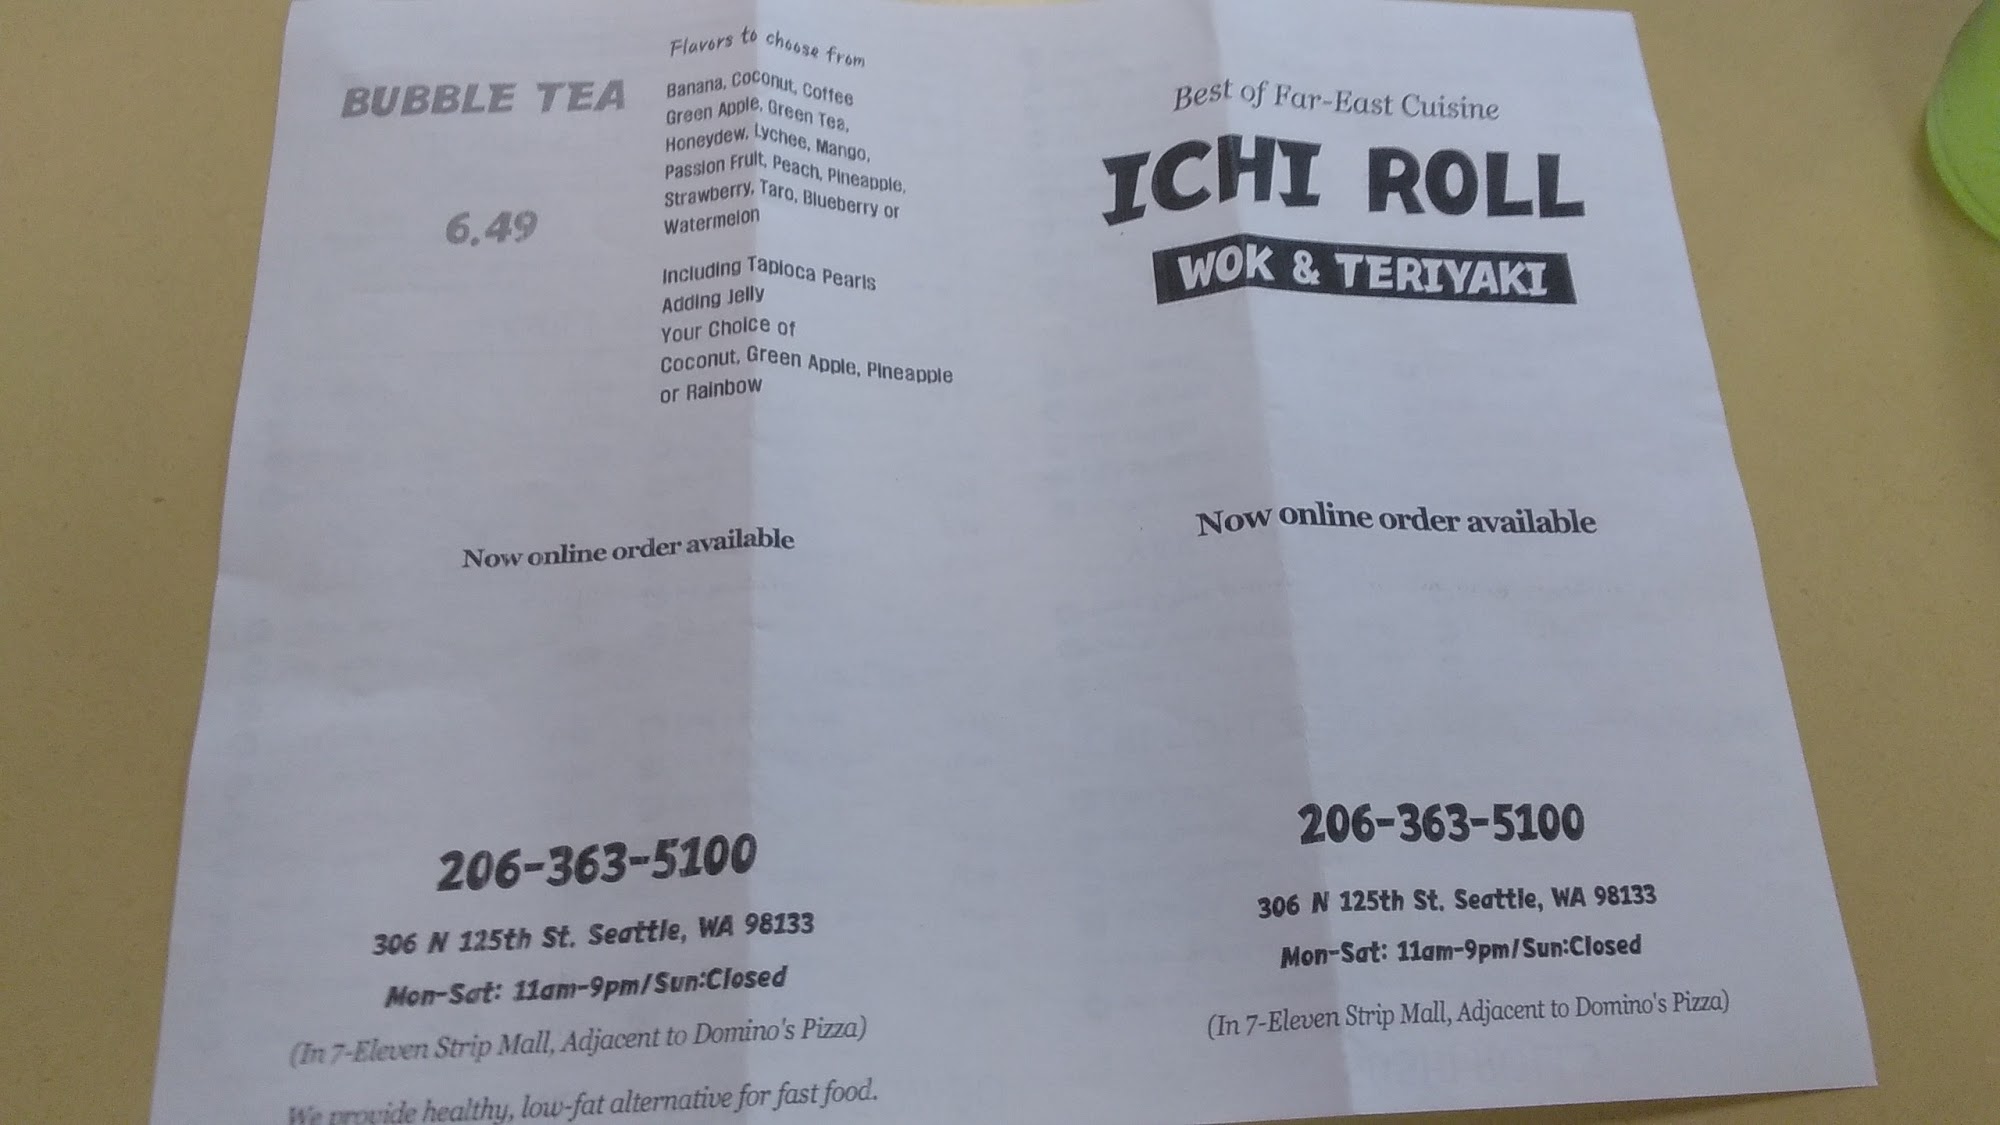 BUBBLE TEA
6.49
Flavors to choose from
Banana, Coconut, Coffee
Green Apple, Green Tea,
Honeydew, Lychee, Mango,
Passion Fruit, Peach, Pineapple,
Strawberry, Taro, Blueberry or
Watermelon
Including Tapioca Pearls
Adding Jelly
Your Choice of
Coconut, Green Apple, Pineapple
or Rainbow
Now online order available
206-363-5100
306 N 125th St. Seattle, WA 98133
Mon-Sat: 11am-9pm/Sun:Closed
(In 7-Eleven Strip Mall, Adjacent to Domino's Pizza)
We provide healthy, low-fat alternative for fast food.
Best of Far-East Cuisine
ICHI ROLL
WOK & TERIYAKI
Now online order available
206-363-5100
306 N 125th St. Seattle, WA 98133
Mon-Sat: 11am-9pm/Sun:Closed
(In 7-Eleven Strip Mall, Adjacent to Domino's Pizza)